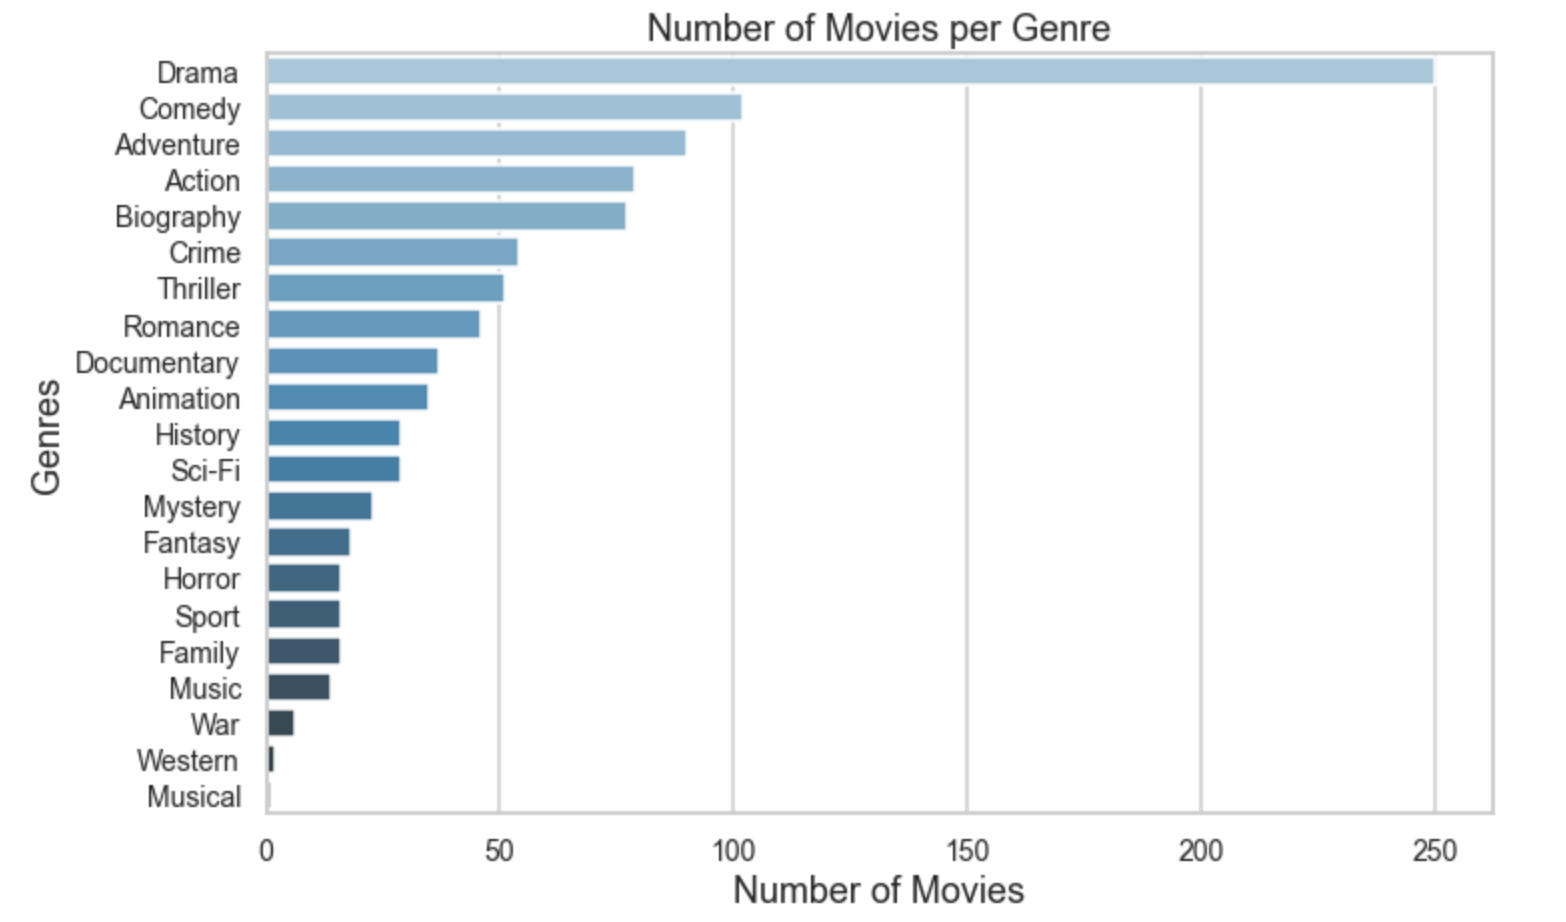 Number of Movies per Genre
Drama
Comedy
Adventure
Action
Biography
Crime
Thriller
Romance
Documentary
Animation
History
Sci-Fi
Mystery
Fantasy
Horror
Sport
Family
Music
War
Western
Musical
Genres
0 50 100 150 200 250
Number of Movies